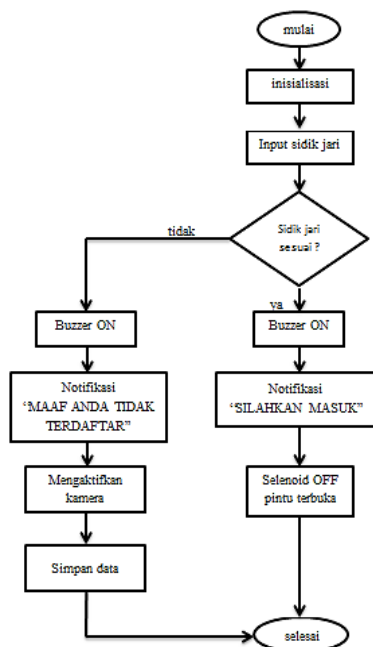 mulai
inisialisasi
Input sidik jari
Sidik jari
sesuai ?
tidak
ya
Buzzer ON
Buzzer ON
Notifikasi
“MAAF ANDA TIDAK
TERDAFTAR”
Notifikasi
“SILAHKAN MASUK”
Mengaktifkan
kamera
Selenoid OFF
pintu terbuka
Simpan data
selesai